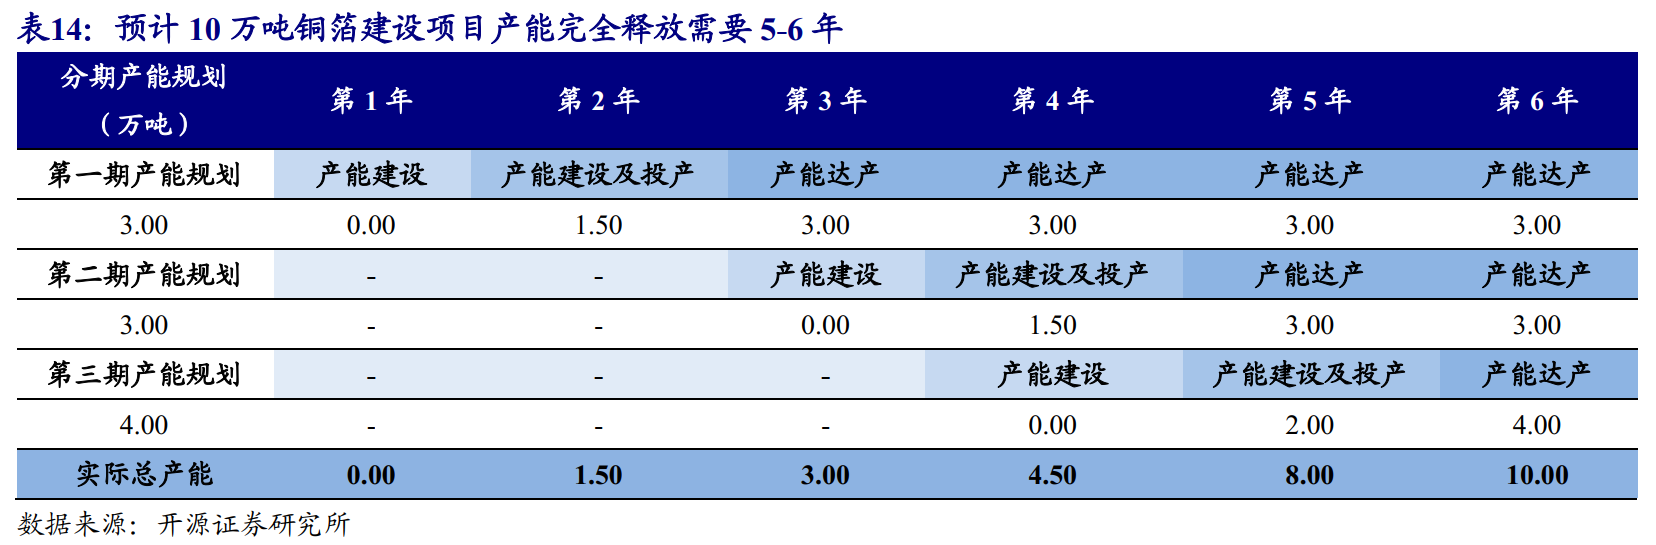 表14：预计 10 万吨铜箔建设项目产能完全释放需要 5-6 年
分期产能规划（万吨） 第 1 年 第 2 年 第 3 年 第 4 年 第 5 年 第 6 年
第一期产能规划 产能建设 产能建设及投产 产能达产 产能达产 产能达产 产能达产
3.00 0.00 1.50 3.00 3.00 3.00 3.00
第二期产能规划 - - 产能建设 产能建设及投产 产能达产 产能达产
3.00 - - 0.00 1.50 3.00 3.00
第三期产能规划 - - - 产能建设 产能建设及投产 产能达产
4.00 - - - 0.00 2.00 4.00
实际总产能 0.00 1.50 3.00 4.50 8.00 10.00
数据来源：开源证券研究所